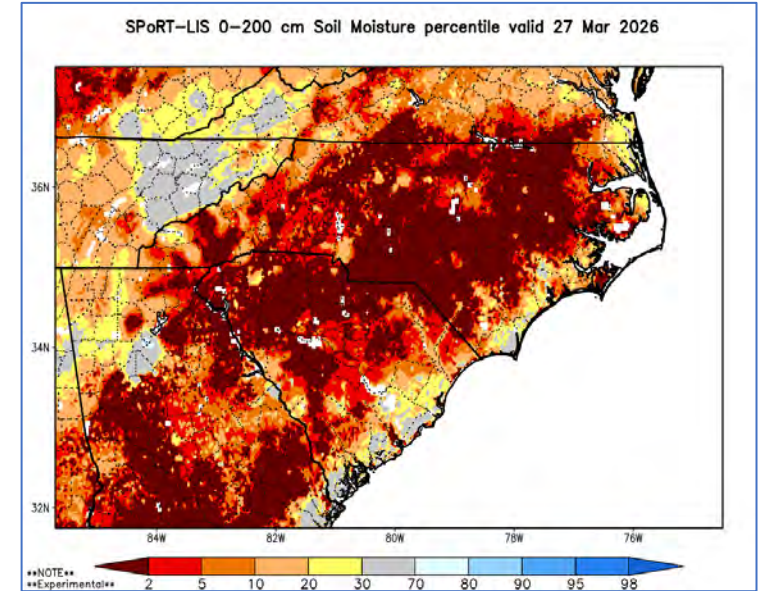 SPoRT-LIS 0-200 cm Soil Moisture percentile valid 27 Mar 2026
36N
34N
32N
84W 82W 80W 78W 76W
**NOTE**
**Experimental** 2 5 10 20 30 70 80 90 95 98